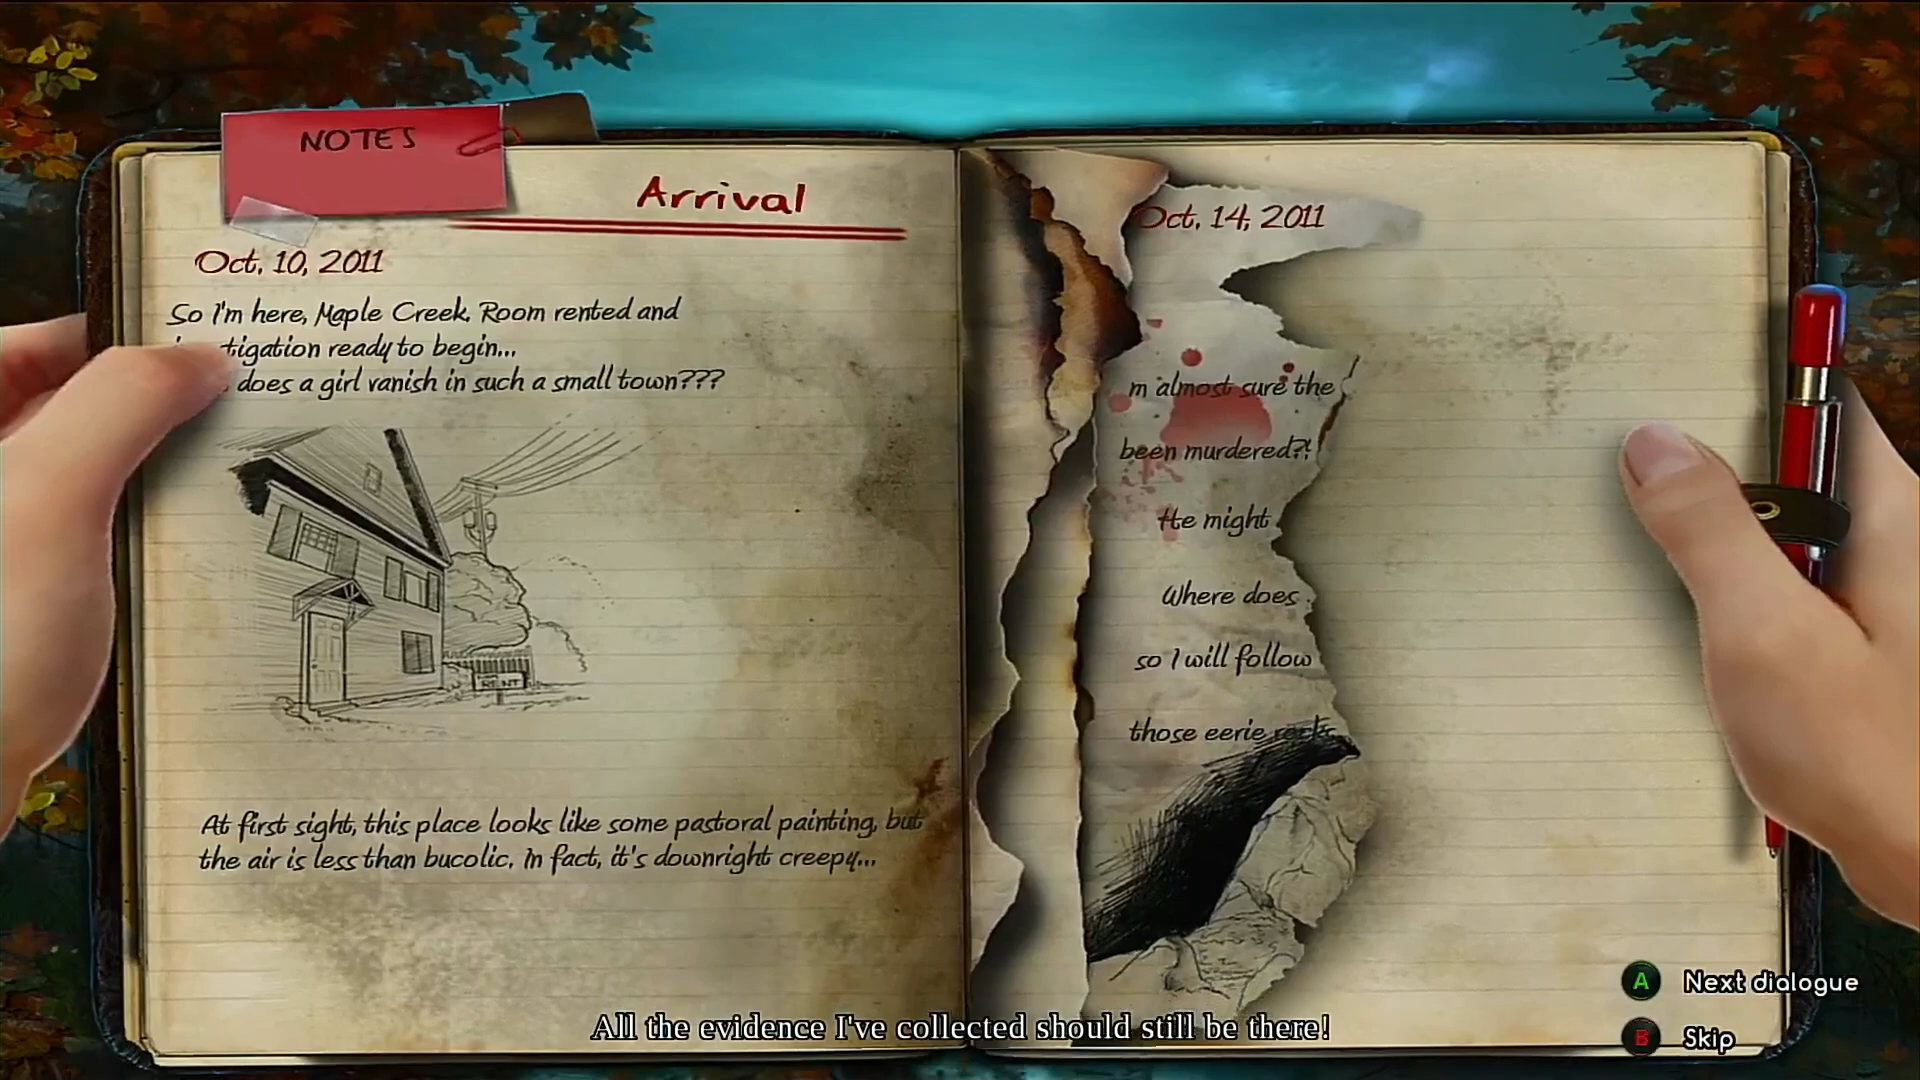 NOTES
Arrival
Oct. 10, 2011
So I'm here, Maple Creek. Room rented and
tigation ready to begin...
does a girl vanish in such a small town???
RENT
At first sight, this place looks like some pastoral painting, but
the air is less than bucolic. In fact, it's downright creepy...
Oct. 14, 2011
m almost sure the
been murdered?!
He might
Where does
so I will follow
those eerie rocks
All the evidence I've collected should still be there!
A Next dialogue
B Skip